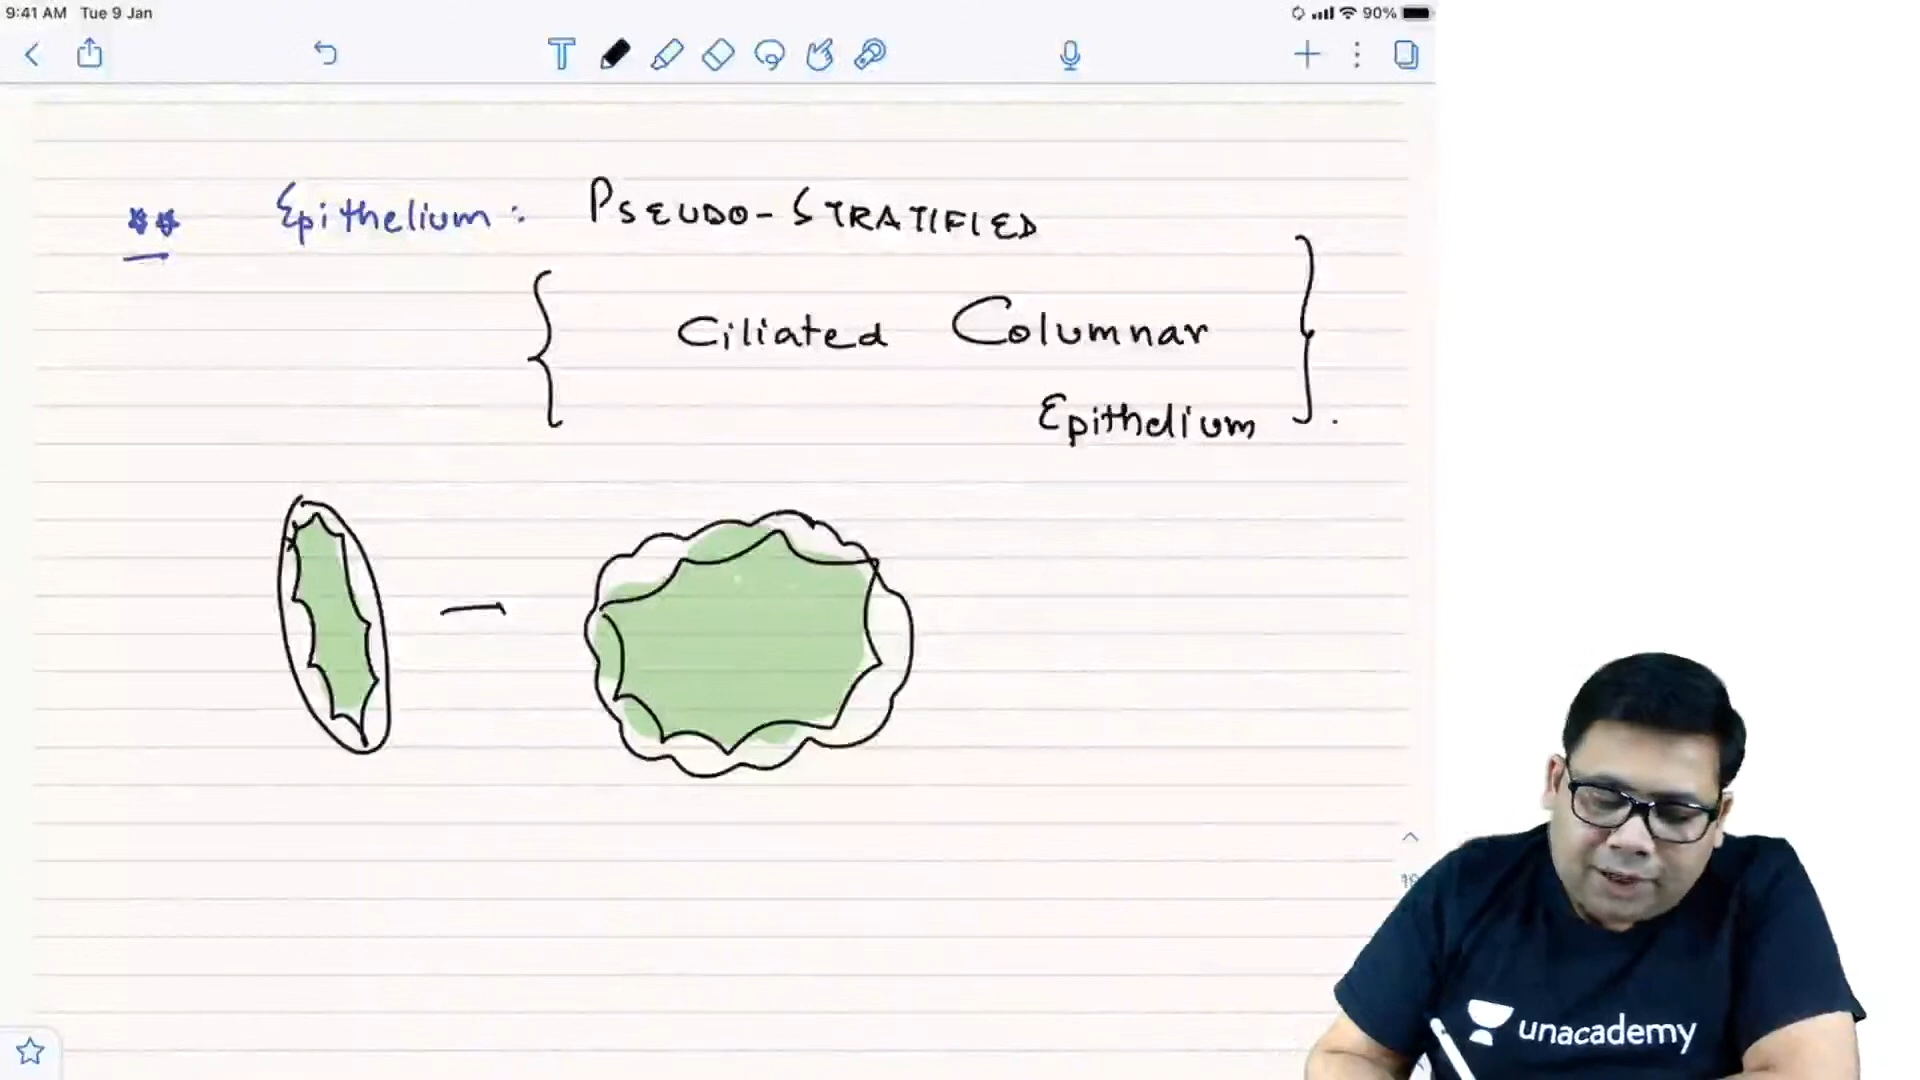 9:41 AM Tue 9 Jan
90%
Epithelium : PSEUDO-STRATIFIED
Ciliated Columnar
Epithelium
unacademy